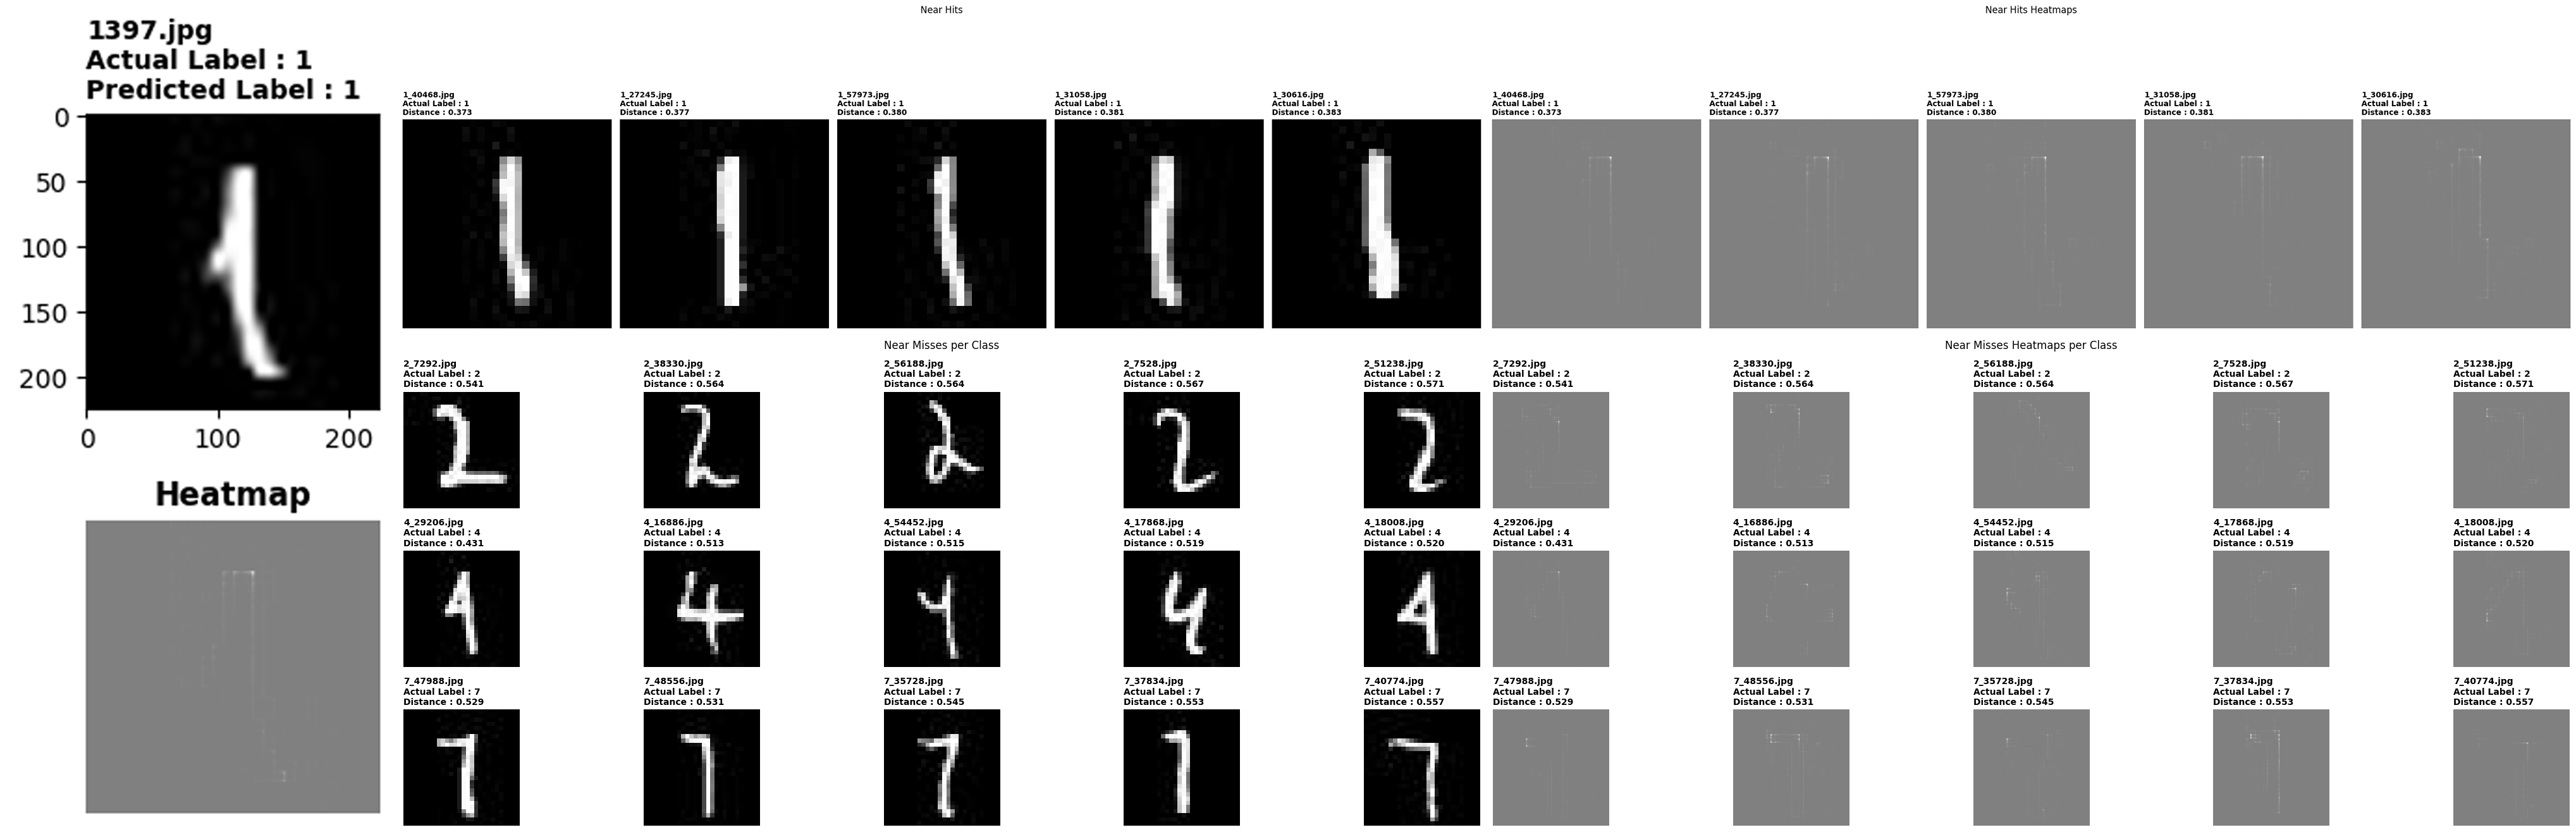 1397.jpg
Actual Label : 1
Predicted Label : 1
0
50
100
150
200
0 100 200
Heatmap
Near Hits
1_40468.jpg
Actual Label : 1
Distance : 0.373
1_27245.jpg
Actual Label : 1
Distance : 0.377
1_57973.jpg
Actual Label : 1
Distance : 0.380
1_31058.jpg
Actual Label : 1
Distance : 0.381
1_30616.jpg
Actual Label : 1
Distance : 0.383
Near Hits Heatmaps
1_40468.jpg
Actual Label : 1
Distance : 0.373
1_27245.jpg
Actual Label : 1
Distance : 0.377
1_57973.jpg
Actual Label : 1
Distance : 0.380
1_31058.jpg
Actual Label : 1
Distance : 0.381
1_30616.jpg
Actual Label : 1
Distance : 0.383
Near Misses per Class
2_7292.jpg
Actual Label : 2
Distance : 0.541
2_38330.jpg
Actual Label : 2
Distance : 0.564
2_56188.jpg
Actual Label : 2
Distance : 0.564
2_7528.jpg
Actual Label : 2
Distance : 0.567
2_51238.jpg
Actual Label : 2
Distance : 0.571
4_29206.jpg
Actual Label : 4
Distance : 0.431
4_16886.jpg
Actual Label : 4
Distance : 0.513
4_54452.jpg
Actual Label : 4
Distance : 0.515
4_17868.jpg
Actual Label : 4
Distance : 0.519
4_18008.jpg
Actual Label : 4
Distance : 0.520
7_47988.jpg
Actual Label : 7
Distance : 0.529
7_48556.jpg
Actual Label : 7
Distance : 0.531
7_35728.jpg
Actual Label : 7
Distance : 0.545
7_37834.jpg
Actual Label : 7
Distance : 0.553
7_40774.jpg
Actual Label : 7
Distance : 0.557
Near Misses Heatmaps per Class
2_7292.jpg
Actual Label : 2
Distance : 0.541
2_38330.jpg
Actual Label : 2
Distance : 0.564
2_56188.jpg
Actual Label : 2
Distance : 0.564
2_7528.jpg
Actual Label : 2
Distance : 0.567
2_51238.jpg
Actual Label : 2
Distance : 0.571
4_29206.jpg
Actual Label : 4
Distance : 0.431
4_16886.jpg
Actual Label : 4
Distance : 0.513
4_54452.jpg
Actual Label : 4
Distance : 0.515
4_17868.jpg
Actual Label : 4
Distance : 0.519
4_18008.jpg
Actual Label : 4
Distance : 0.520
7_47988.jpg
Actual Label : 7
Distance : 0.529
7_48556.jpg
Actual Label : 7
Distance : 0.531
7_35728.jpg
Actual Label : 7
Distance : 0.545
7_37834.jpg
Actual Label : 7
Distance : 0.553
7_40774.jpg
Actual Label : 7
Distance : 0.557